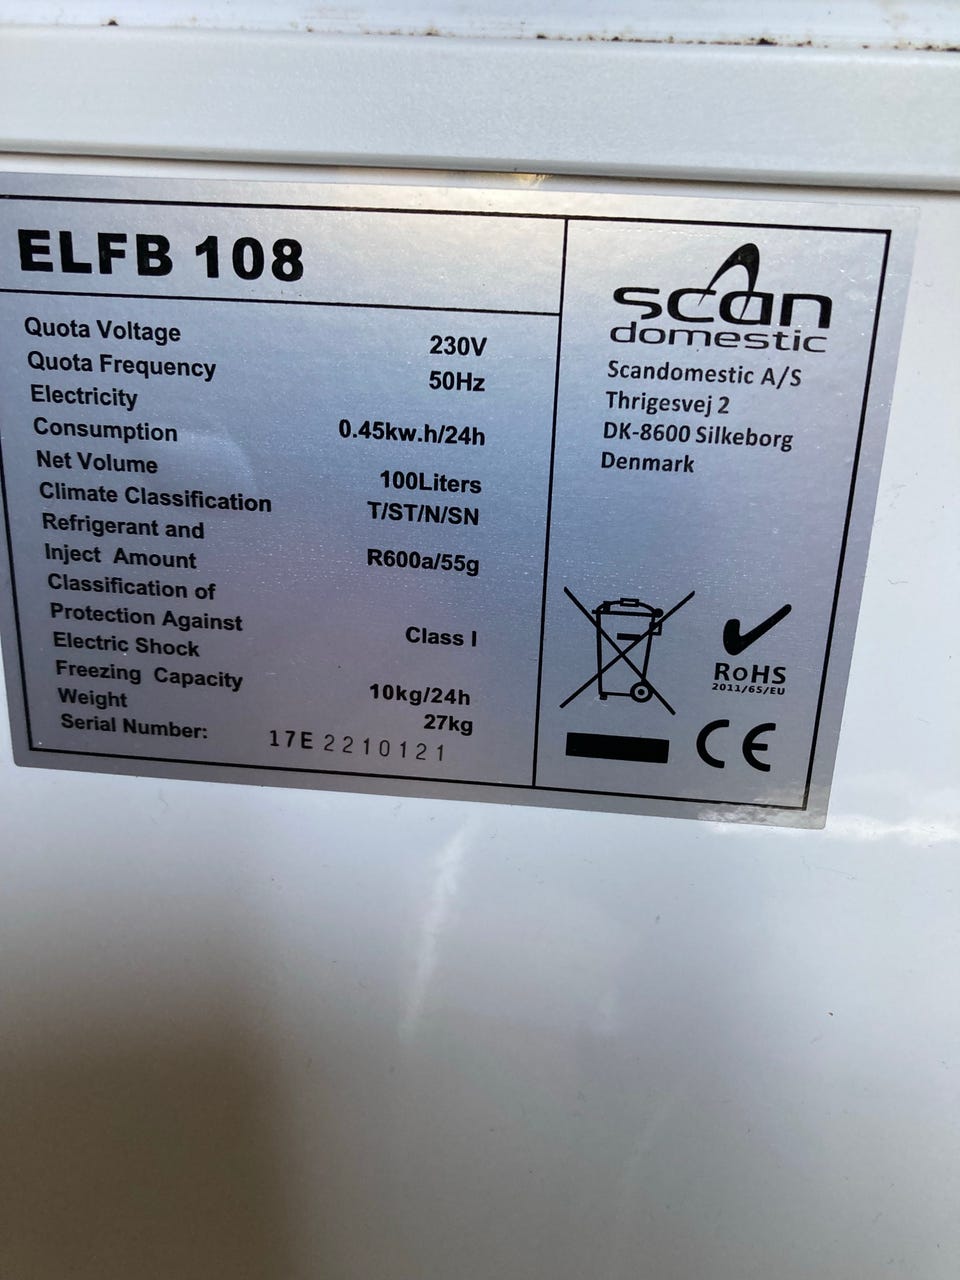 ELFB 108
Quota Voltage 230V
Quota Frequency 50Hz
Electricity
Consumption 0.45kw.h/24h
Net Volume 100Liters
Climate Classification T/ST/N/SN
Refrigerant and
Inject Amount R600a/55g
Classification of
Protection Against
Electric Shock Class I
Freezing Capacity 10kg/24h
Weight 27kg
Serial Number: 17E2210121
scan
domestic
Scandomestic A/S
Thrigesvej 2
DK-8600 Silkeborg
Denmark
RoHS
2011/65/EU
CE